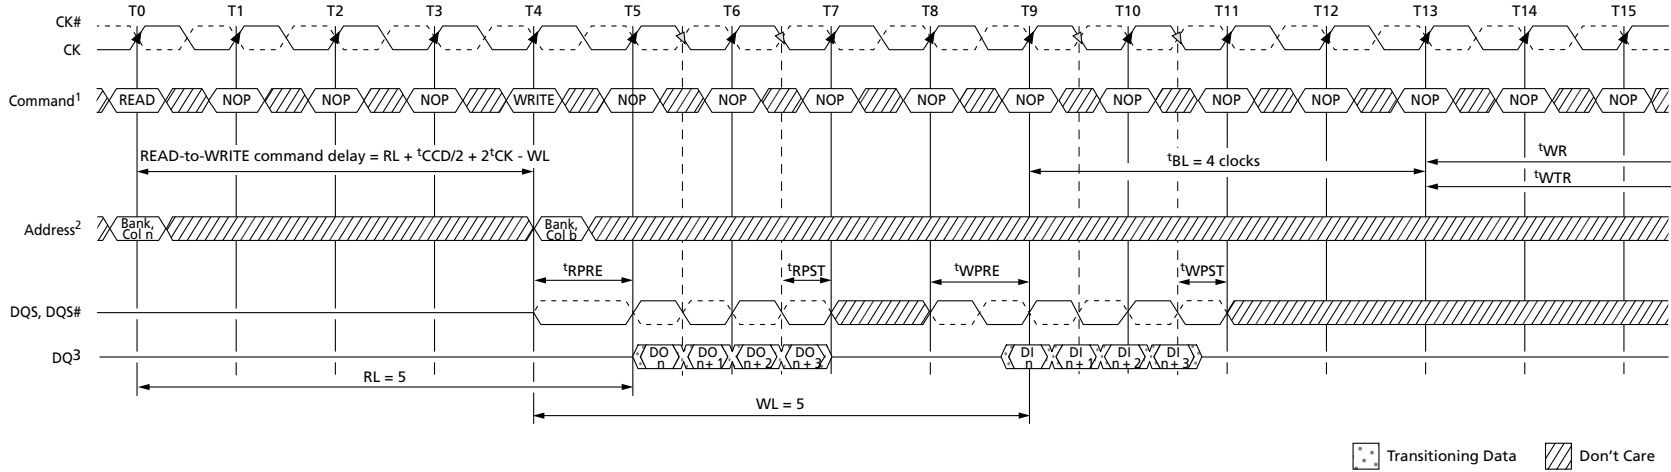 T0 T1 T2 T3 T4 T5 T6 T7 T8 T9 T10 T11 T12 T13 T14 T15
CK#
CK
Command1 READ NOP NOP NOP WRITE NOP NOP NOP NOP NOP NOP NOP NOP NOP NOP NOP
READ-to-WRITE command delay = RL + tCCD/2 + 2tCK - WL
tBL = 4 clocks
tWR
tWTR
Address2
Bank,
Col n
Bank,
Col b
tRPRE tRPST tWPRE tWPST
DQS, DQS#
DQ3
DO
n
DO
n + 1
DO
n + 2
DO
n + 3
DI
n
DI
n + 1
DI
n + 2
DI
n + 3
RL = 5
WL = 5
Transitioning Data Don't Care